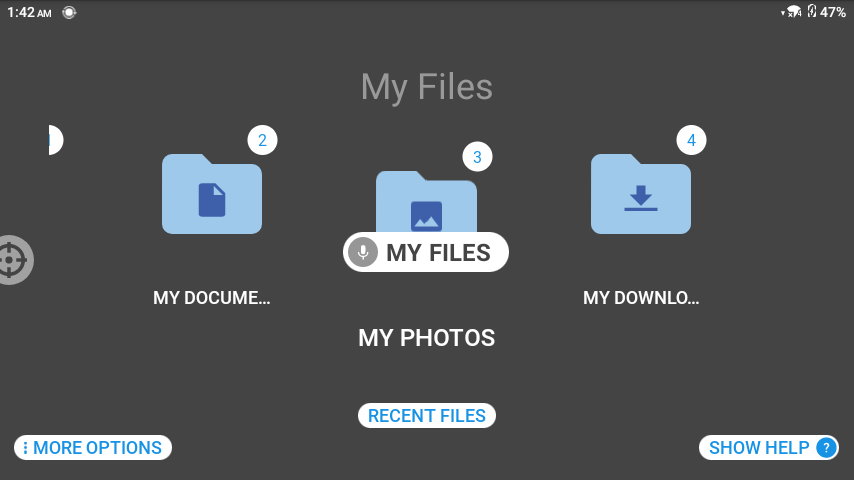 1:42 AM
47%
My Files
2
3
4
MY FILES
MY DOCUME...
MY DOWNLO...
MY PHOTOS
RECENT FILES
MORE OPTIONS
SHOW HELP ?